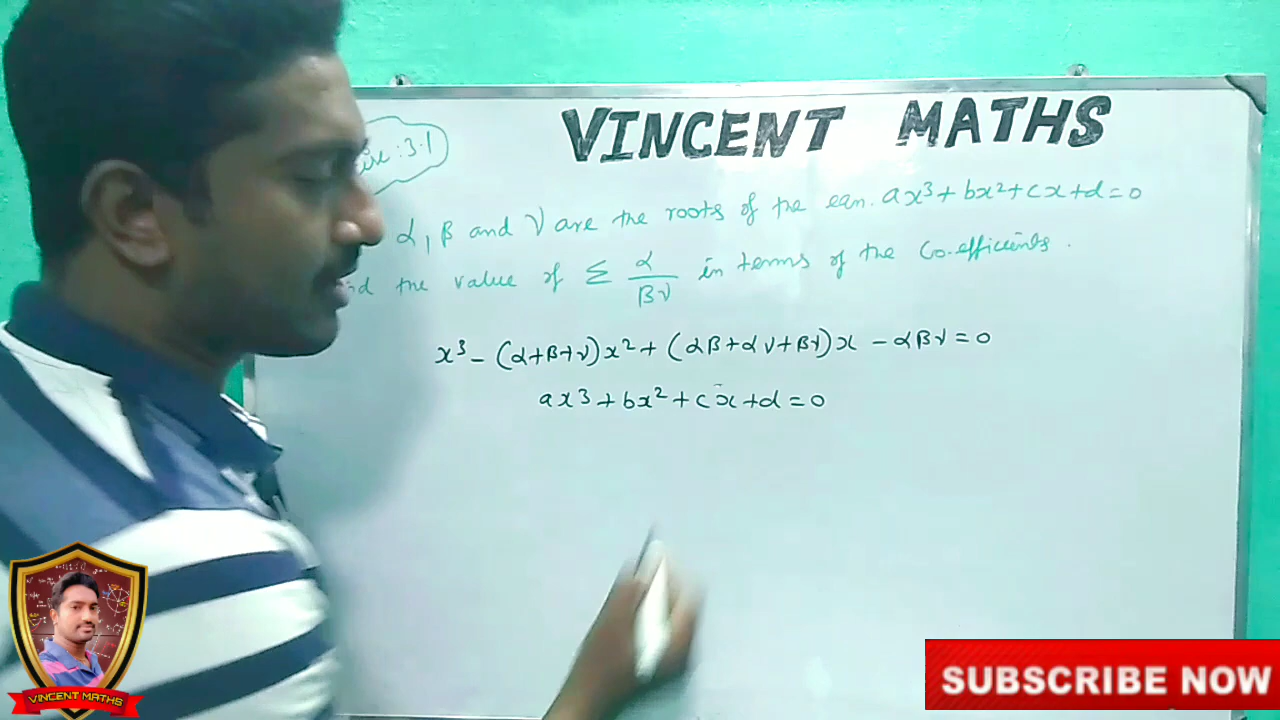 VINCENT MATHS
: 3.1
α, β and γ are the roots of the eqn. ax³ + bx² + cx + d = 0
the value of Σ α/βγ in terms of the Co.efficients.
x³ - (α+β+γ)x² + (αβ+αγ+βγ)x - αβγ = 0
ax³ + bx² + cx + d = 0
VINCENT MATHS
SUBSCRIBE NOW